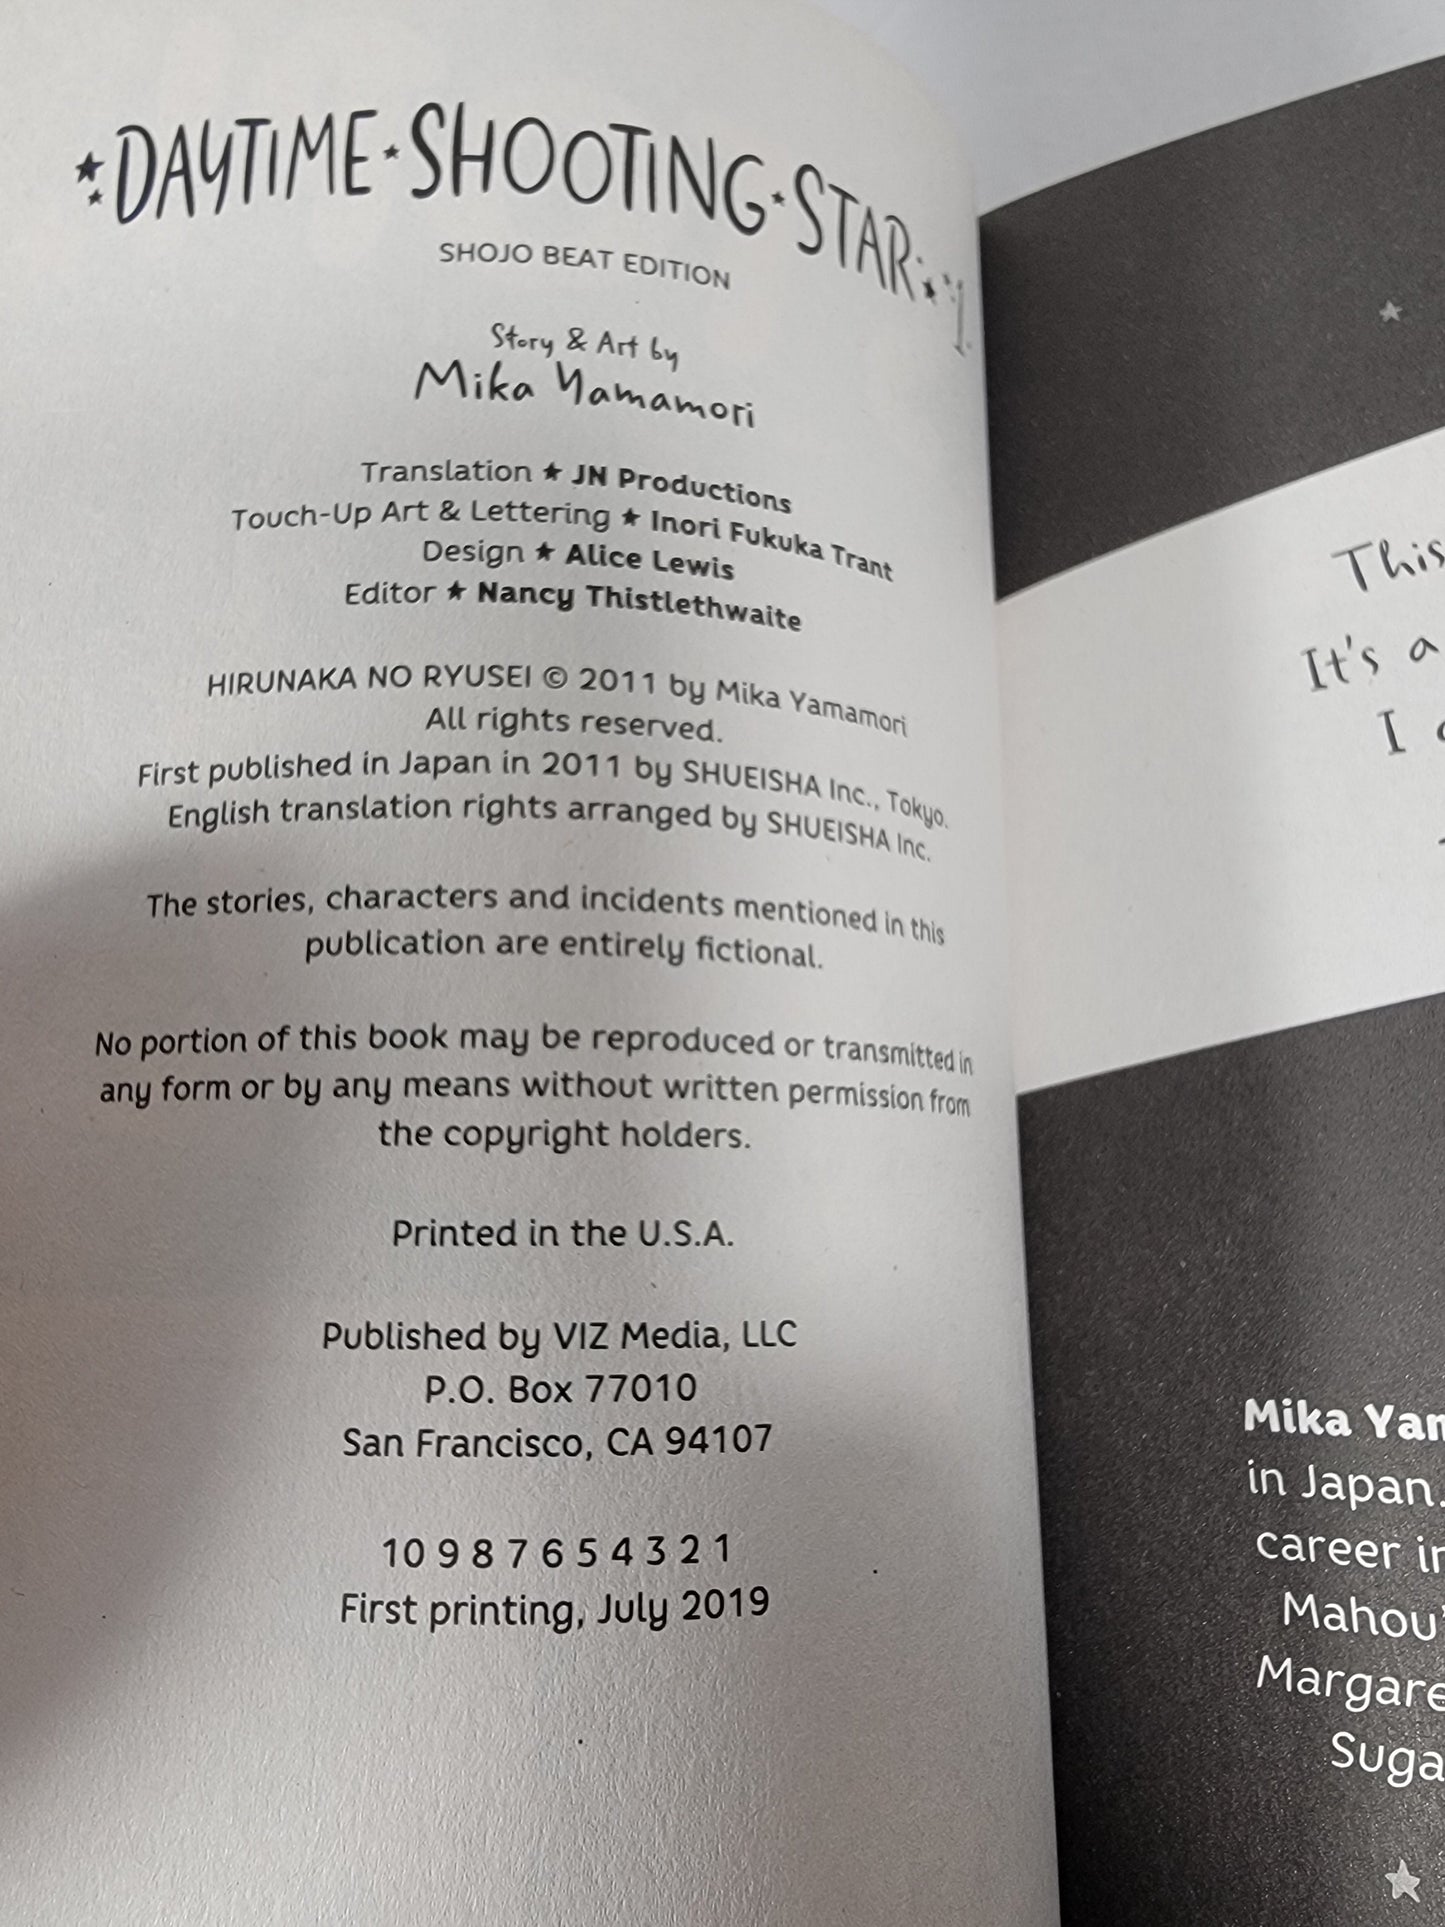 DAYTIME SHOOTING STAR 1
SHOJO BEAT EDITION
Story & Art by
Mika Yamamori
Translation ★ JN Productions
Touch-Up Art & Lettering ★ Inori Fukuka Trant
Design ★ Alice Lewis
Editor ★ Nancy Thistlethwaite
HIRUNAKA NO RYUSEI © 2011 by Mika Yamamori
All rights reserved.
First published in Japan in 2011 by SHUEISHA Inc., Tokyo.
English translation rights arranged by SHUEISHA Inc.
The stories, characters and incidents mentioned in this
publication are entirely fictional.
No portion of this book may be reproduced or transmitted in
any form or by any means without written permission from
the copyright holders.
Printed in the U.S.A.
Published by VIZ Media, LLC
P.O. Box 77010
San Francisco, CA 94107
10 9 8 7 6 5 4 3 2 1
First printing, July 2019
This
It's a
I
Mika Yam
in Japan.
career in
Mahou
Margare
Suga